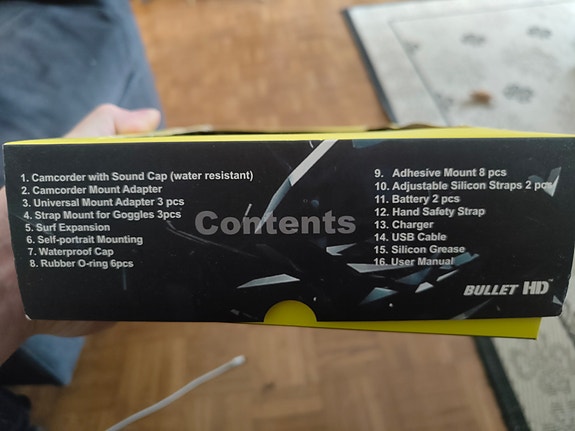 1. Camcorder with Sound Cap (water resistant)
2. Camcorder Mount Adapter
3. Universal Mount Adapter 3 pcs
4. Strap Mount for Goggles 3pcs
5. Surf Expansion
6. Self-portrait Mounting
7. Waterproof Cap
8. Rubber O-ring 6pcs
Contents
9. Adhesive Mount 8 pcs
10. Adjustable Silicon Straps 2 pcs
11. Battery 2 pcs
12. Hand Safety Strap
13. Charger
14. USB Cable
15. Silicon Grease
16. User Manual
BULLET HD